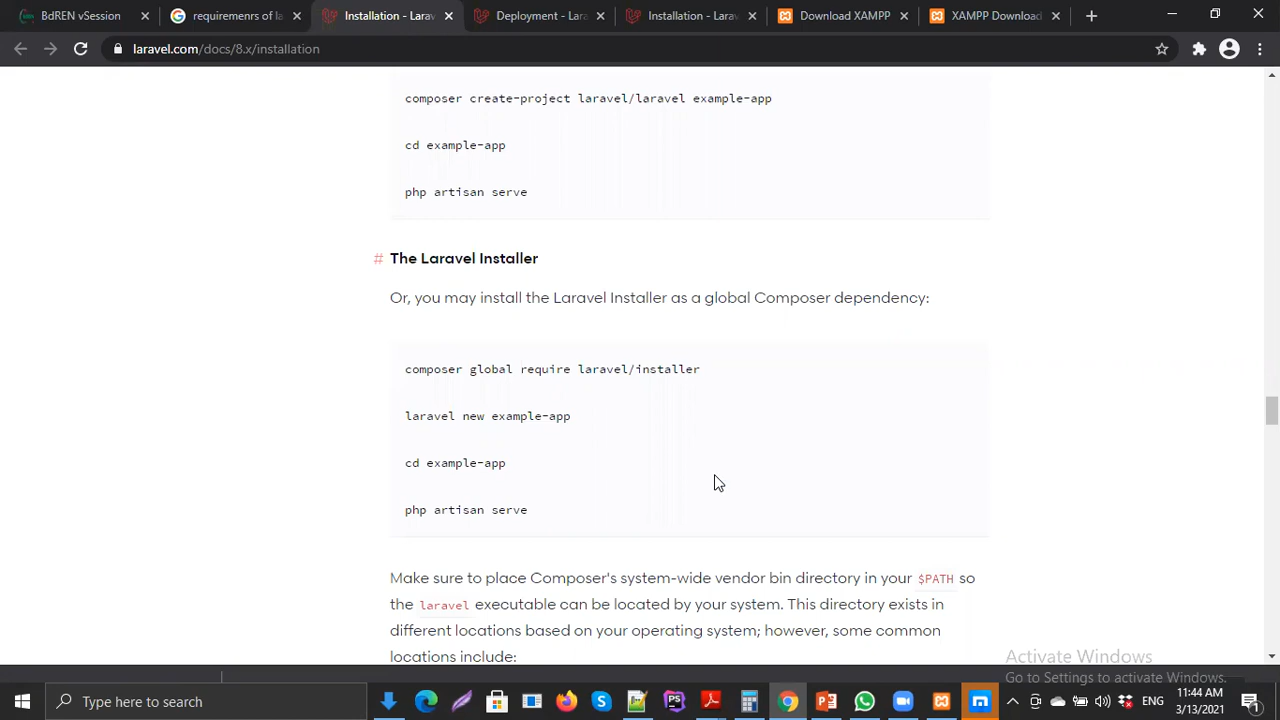 BdREN vSession
requirements of la
Installation - Larav
Deployment - Lara
Installation - Larav
Download XAMPP
XAMPP Download
laravel.com/docs/8.x/installation
composer create-project laravel/laravel example-app
cd example-app
php artisan serve
# The Laravel Installer
Or, you may install the Laravel Installer as a global Composer dependency:
composer global require laravel/installer
laravel new example-app
cd example-app
php artisan serve
Make sure to place Composer's system-wide vendor bin directory in your $PATH so
the laravel executable can be located by your system. This directory exists in
different locations based on your operating system; however, some common
locations include:
Activate Windows
Go to Settings to activate Windows.
Type here to search
ENG
11:44 AM
3/13/2021